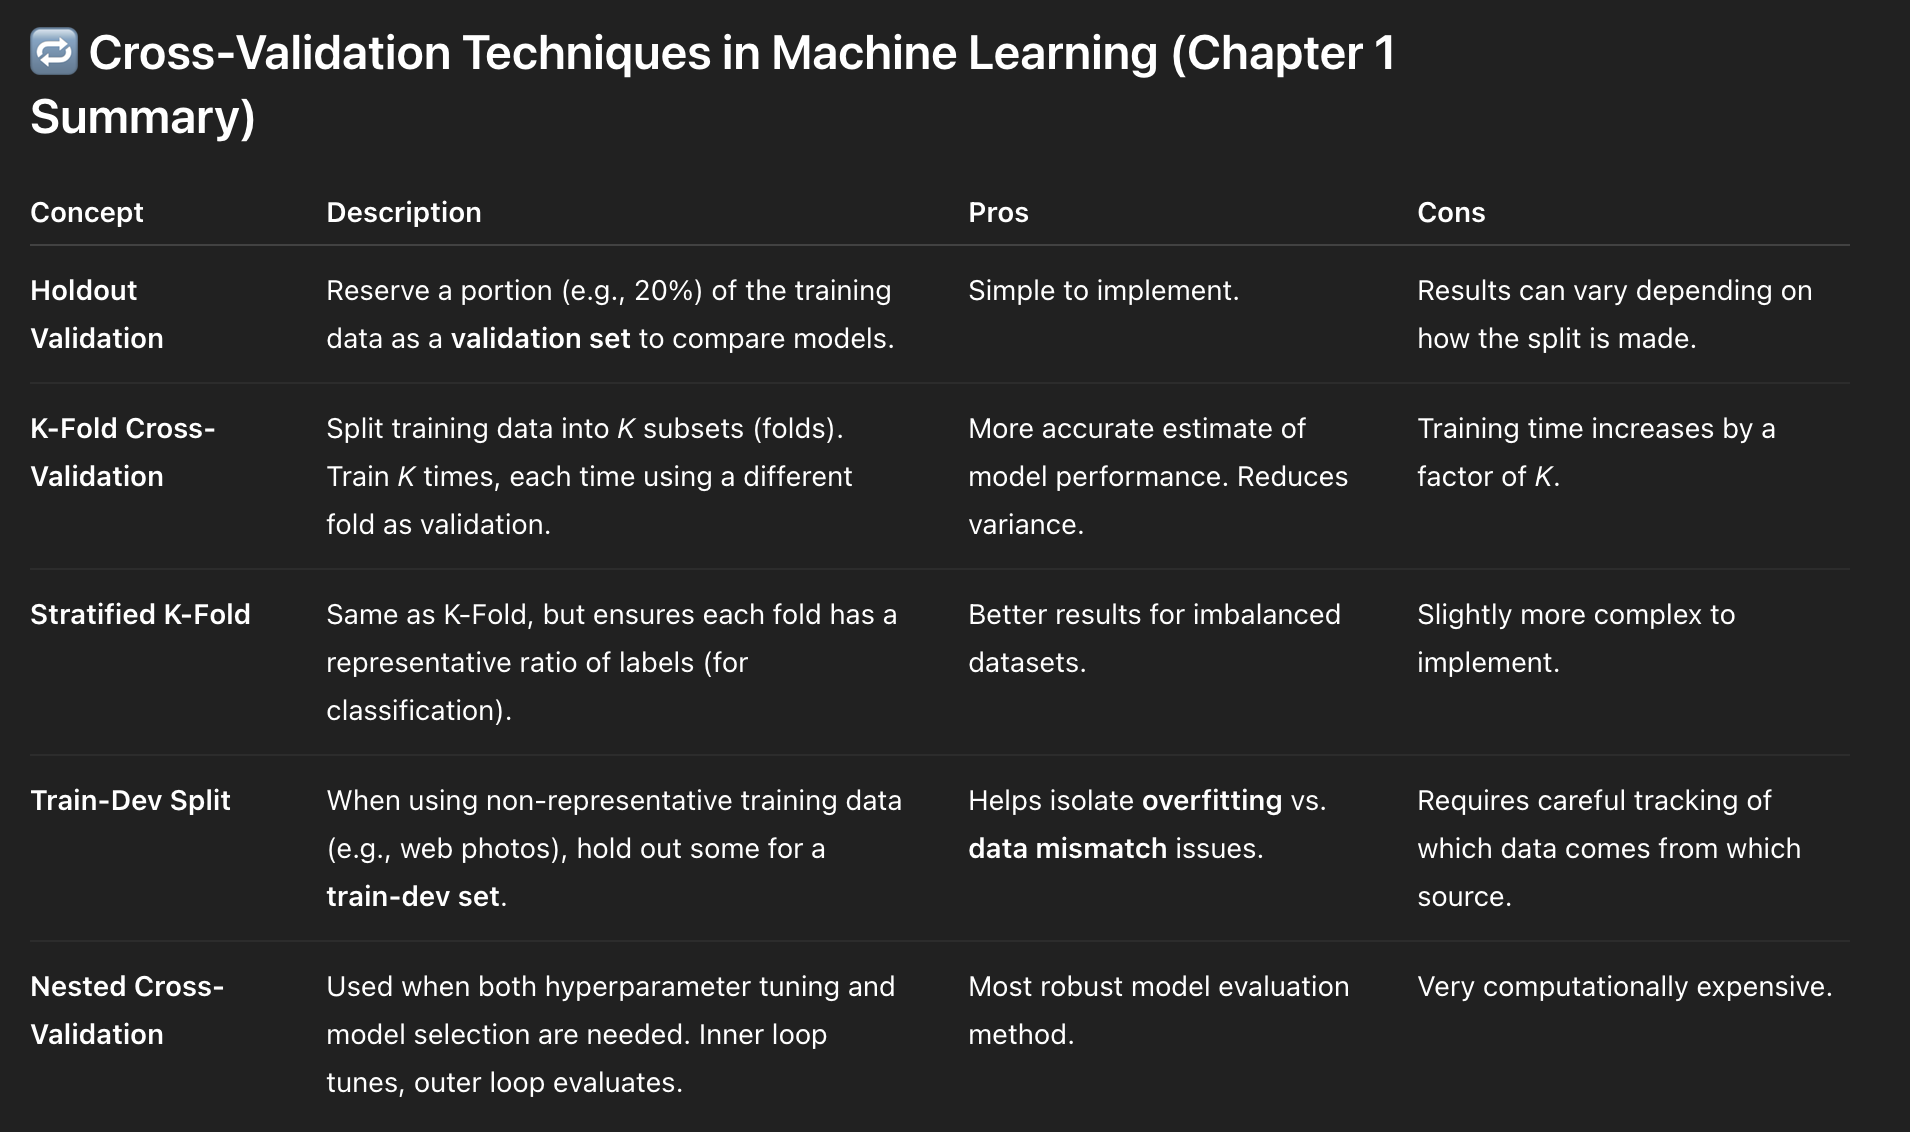 🔁 Cross-Validation Techniques in Machine Learning (Chapter 1
Summary)
Concept Description Pros Cons
Holdout Reserve a portion (e.g., 20%) of the training Simple to implement. Results can vary depending on
Validation data as a validation set to compare models. how the split is made.
K-Fold Cross- Split training data into K subsets (folds). More accurate estimate of Training time increases by a
Validation Train K times, each time using a different model performance. Reduces factor of K.
fold as validation. variance.
Stratified K-Fold Same as K-Fold, but ensures each fold has a Better results for imbalanced Slightly more complex to
representative ratio of labels (for datasets. implement.
classification).
Train-Dev Split When using non-representative training data Helps isolate overfitting vs. Requires careful tracking of
(e.g., web photos), hold out some for a data mismatch issues. which data comes from which
train-dev set. source.
Nested Cross- Used when both hyperparameter tuning and Most robust model evaluation Very computationally expensive.
Validation model selection are needed. Inner loop method.
tunes, outer loop evaluates.